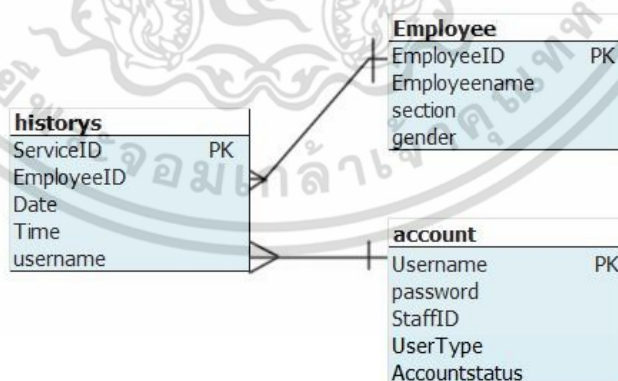 Employee
EmployeeID PK
Employeename
section
gender
historys
ServiceID PK
EmployeeID
Date
Time
username
account
Username PK
password
StaffID
UserType
Accountstatus